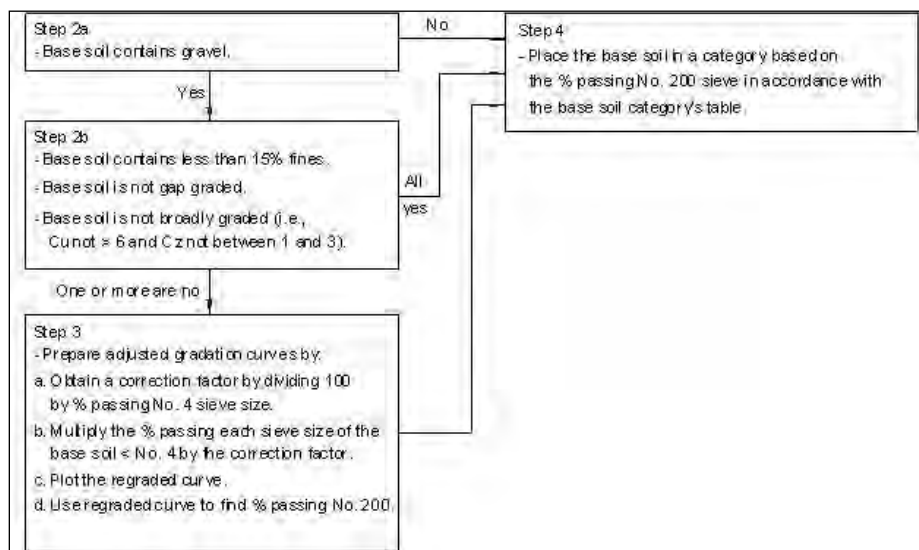 Step 2a
- Base soil contains gravel.
No
Yes
Step 2b
- Base soil contains less than 15% fines.
- Base soil is not gap graded.
- Base soil is not broadly graded (i.e.,
Cu not > 6 and Cz not between 1 and 3).
All
yes
One or more are no
Step 3
- Prepare adjusted gradation curves by:
a. Obtain a correction factor by dividing 100
by % passing No. 4 sieve size.
b. Multiply the % passing each sieve size of the
base soil < No. 4 by the correction factor.
c. Plot the regraded curve.
d. Use regraded curve to find % passing No. 200.
Step 4
- Place the base soil in a category based on
the % passing No. 200 sieve in accordance with
the base soil category's table.